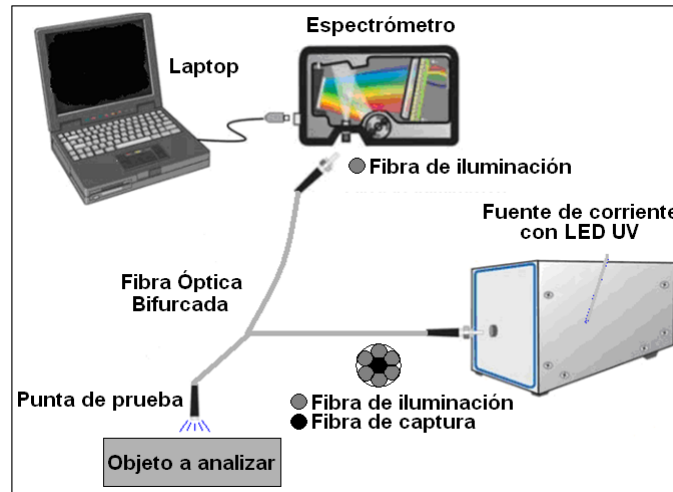 Espectrómetro
Laptop
Fibra de iluminación
Fuente de corriente
con LED UV
Fibra Óptica
Bifurcada
Punta de prueba
Fibra de iluminación
Fibra de captura
Objeto a analizar